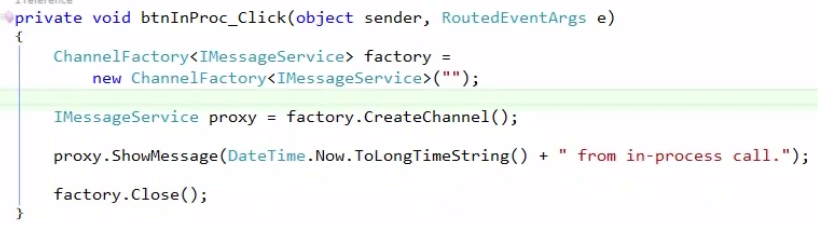 1 reference
private void btnInProc_Click(object sender, RoutedEventArgs e)
{
ChannelFactory<IMessageService> factory =
new ChannelFactory<IMessageService>("");
IMessageService proxy = factory.CreateChannel();
proxy.ShowMessage(DateTime.Now.ToLongTimeString() + " from in-process call.");
factory.Close();
}